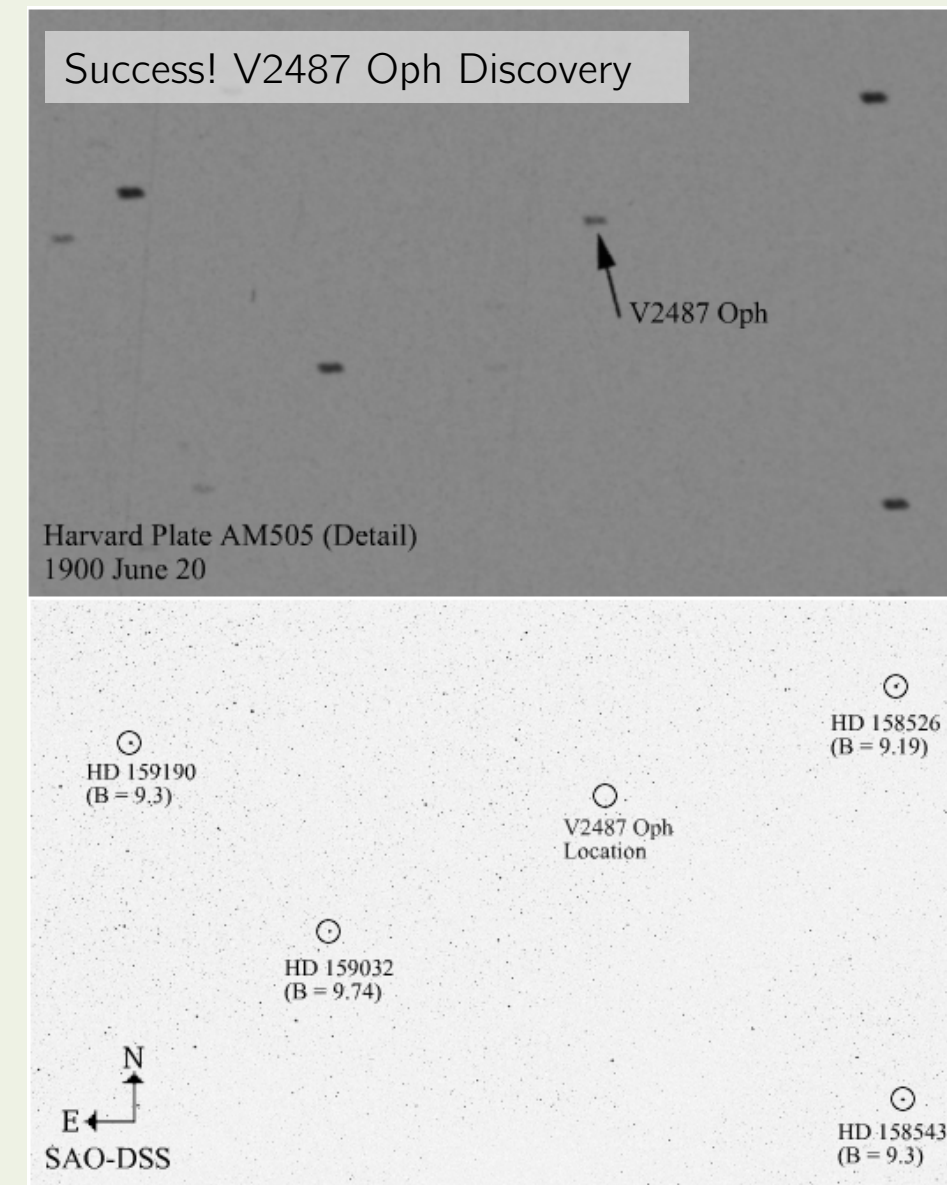 Success! V2487 Oph Discovery
V2487 Oph
Harvard Plate AM505 (Detail)
1900 June 20
HD 158526
(B = 9.19)
HD 159190
(B = 9.3)
V2487 Oph
Location
HD 159032
(B = 9.74)
N
E
SAO-DSS
HD 158543
(B = 9.3)